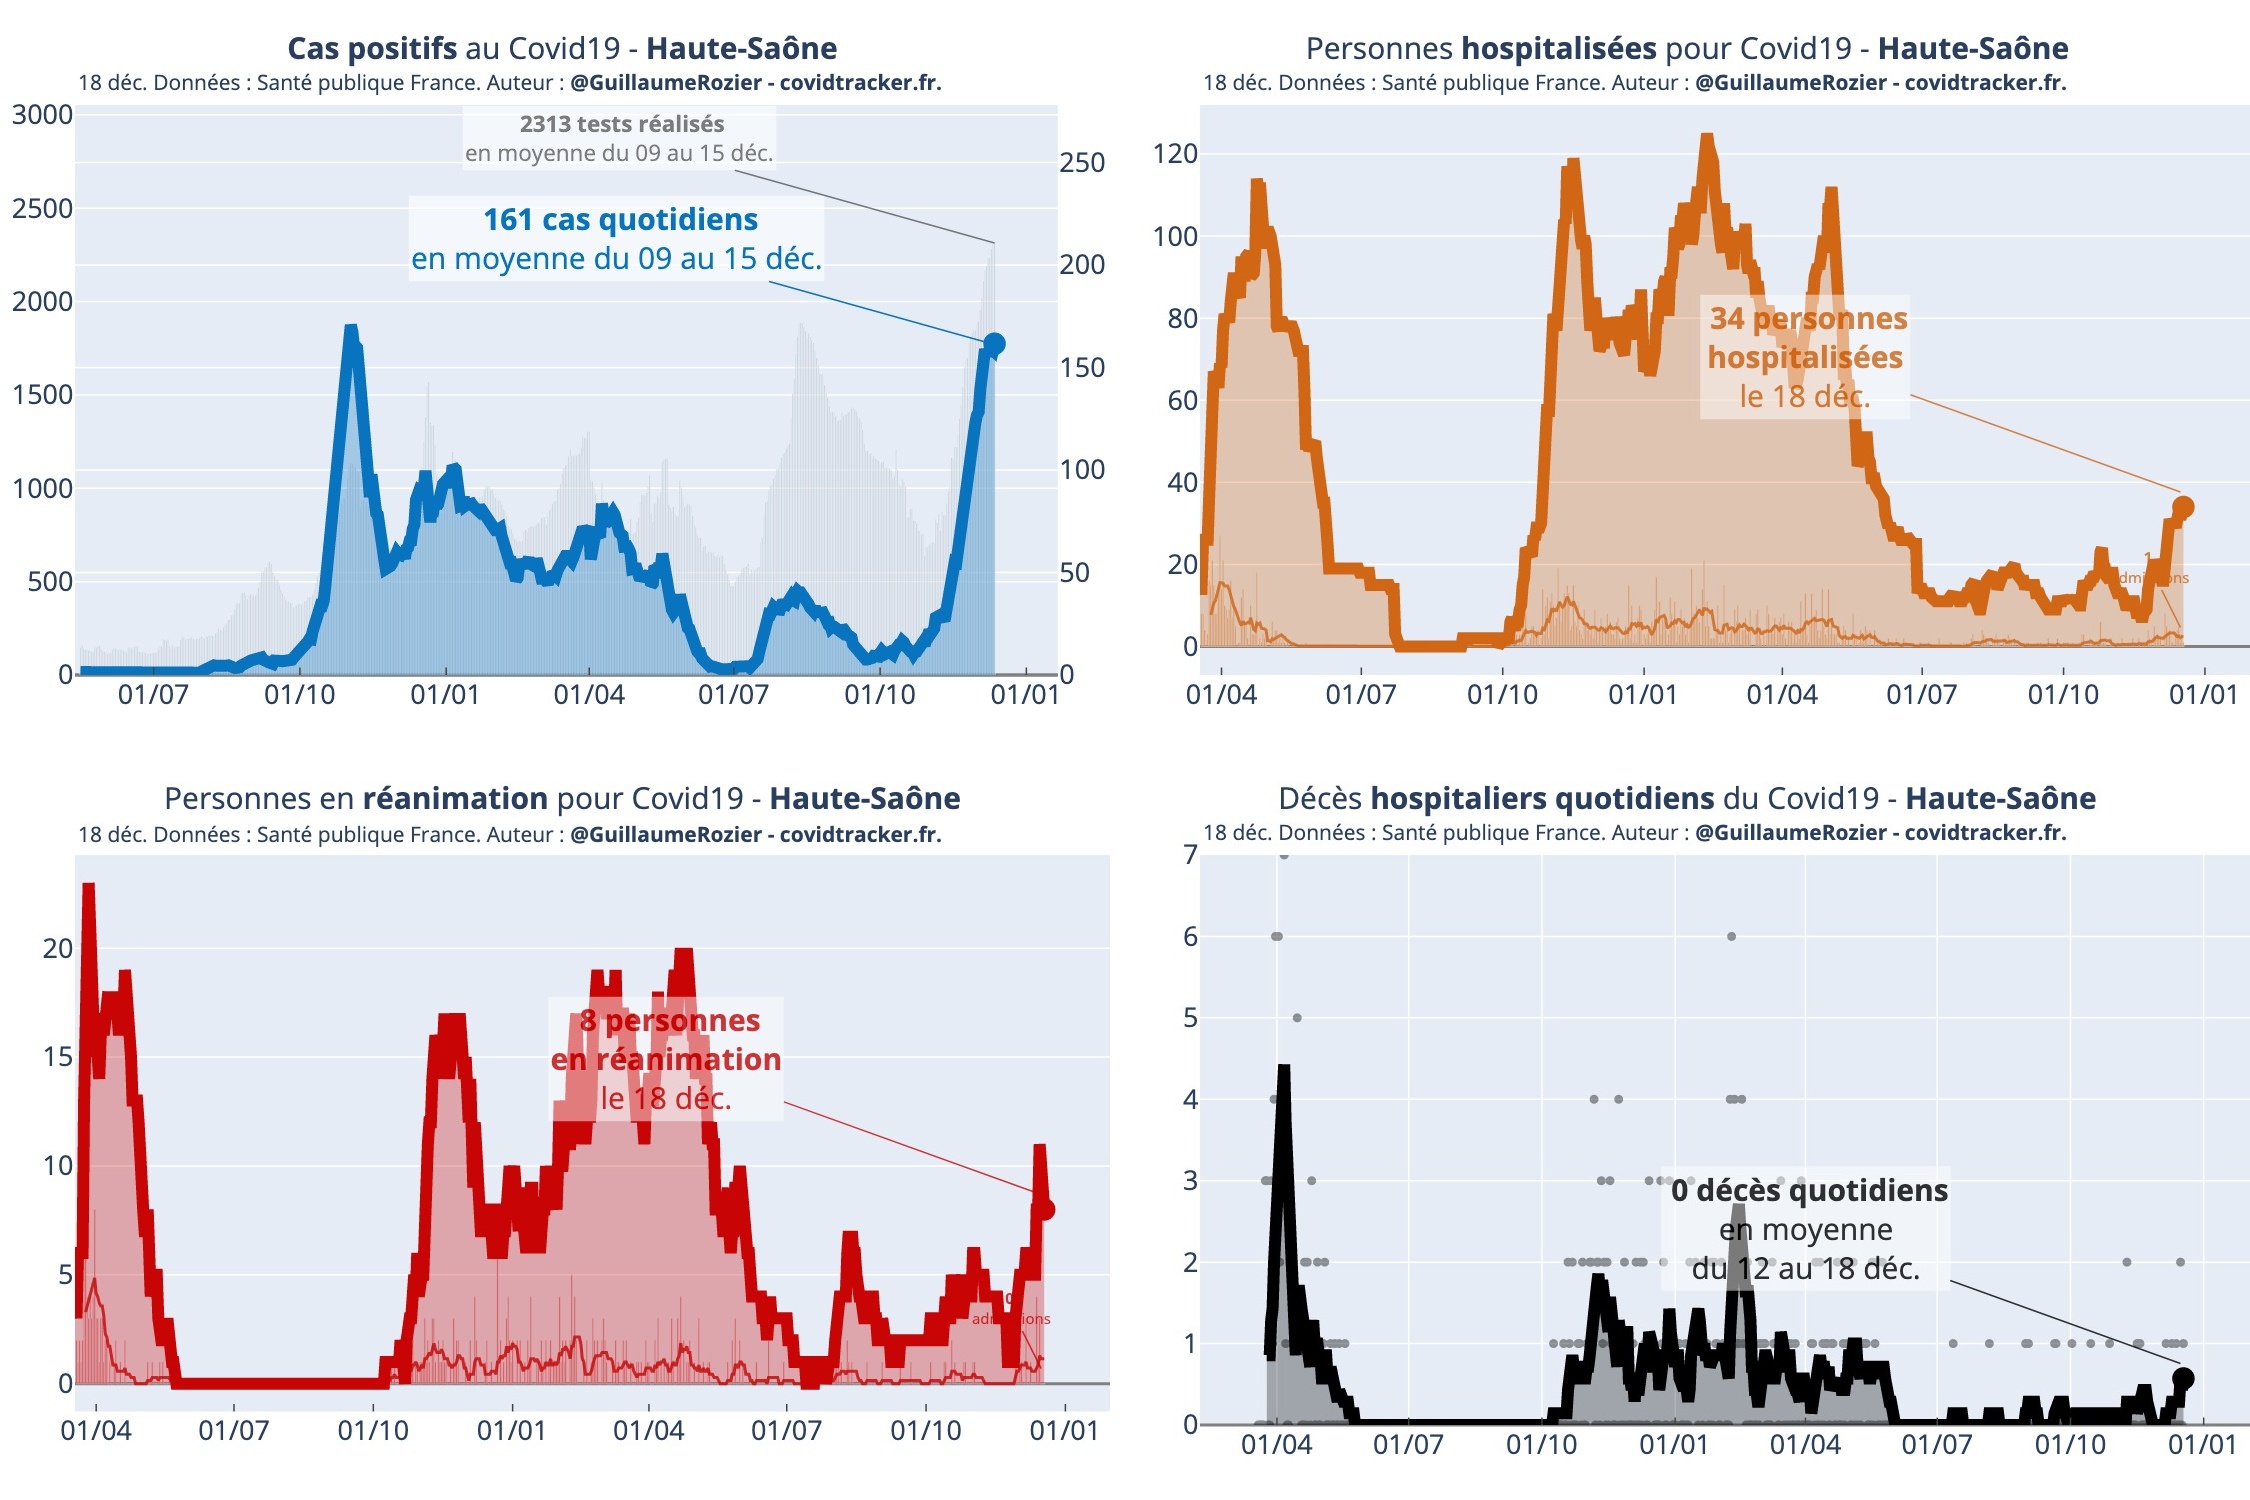 Cas positifs au Covid19 - Haute-Saône
18 déc. Données : Santé publique France. Auteur : @GuillaumeRozier - covidtracker.fr.
3000
2500
2000
1500
1000
500
0
250
200
150
100
50
0
2313 tests réalisés
en moyenne du 09 au 15 déc.
161 cas quotidiens
en moyenne du 09 au 15 déc.
01/07 01/10 01/01 01/04 01/07 01/10 01/01
Personnes hospitalisées pour Covid19 - Haute-Saône
18 déc. Données : Santé publique France. Auteur : @GuillaumeRozier - covidtracker.fr.
120
100
80
60
40
20
0
34 personnes
hospitalisées
le 18 déc.
01/04 01/07 01/10 01/01 01/04 01/07 01/10 01/01
Personnes en réanimation pour Covid19 - Haute-Saône
18 déc. Données : Santé publique France. Auteur : @GuillaumeRozier - covidtracker.fr.
20
15
10
5
0
8 personnes
en réanimation
le 18 déc.
01/04 01/07 01/10 01/01 01/04 01/07 01/10 01/01
Décès hospitaliers quotidiens du Covid19 - Haute-Saône
18 déc. Données : Santé publique France. Auteur : @GuillaumeRozier - covidtracker.fr.
7
6
5
4
3
2
1
0
0 décès quotidiens
en moyenne
du 12 au 18 déc.
01/04 01/07 01/10 01/01 01/04 01/07 01/10 01/01